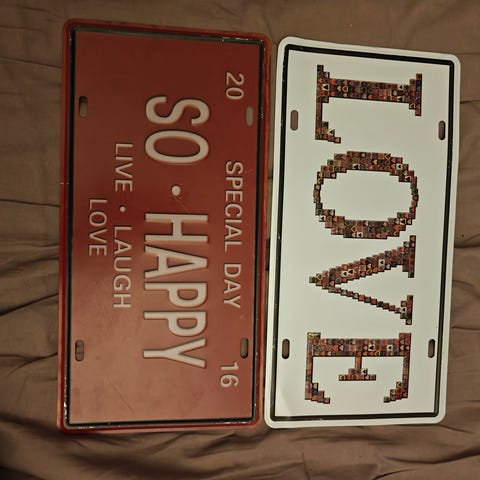 20 SPECIAL DAY 16
SO · HAPPY
LIVE · LAUGH
LOVE
LOVE